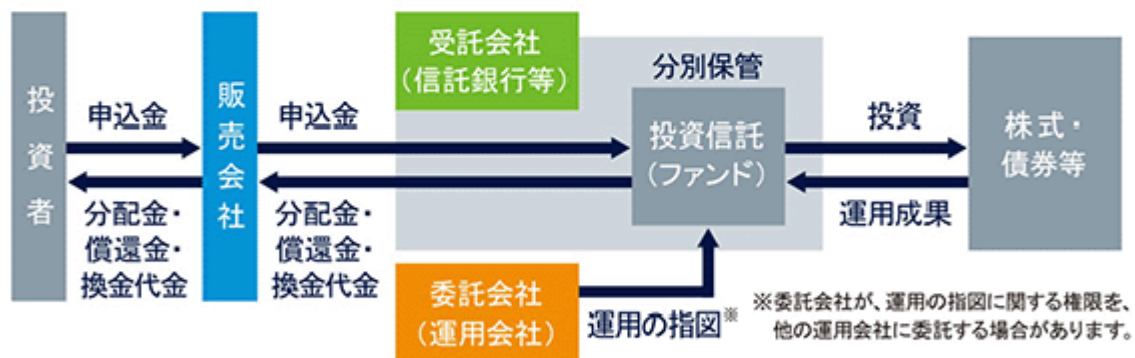 投資者
申込金
分配金・
償還金・
換金代金
販売会社
申込金
分配金・
償還金・
換金代金
受託会社
(信託銀行等)
分別保管
投資信託
(ファンド)
委託会社
(運用会社)
運用の指図※
投資
運用成果
株式・
債券等
※委託会社が、運用の指図に関する権限を、
他の運用会社に委託する場合があります。